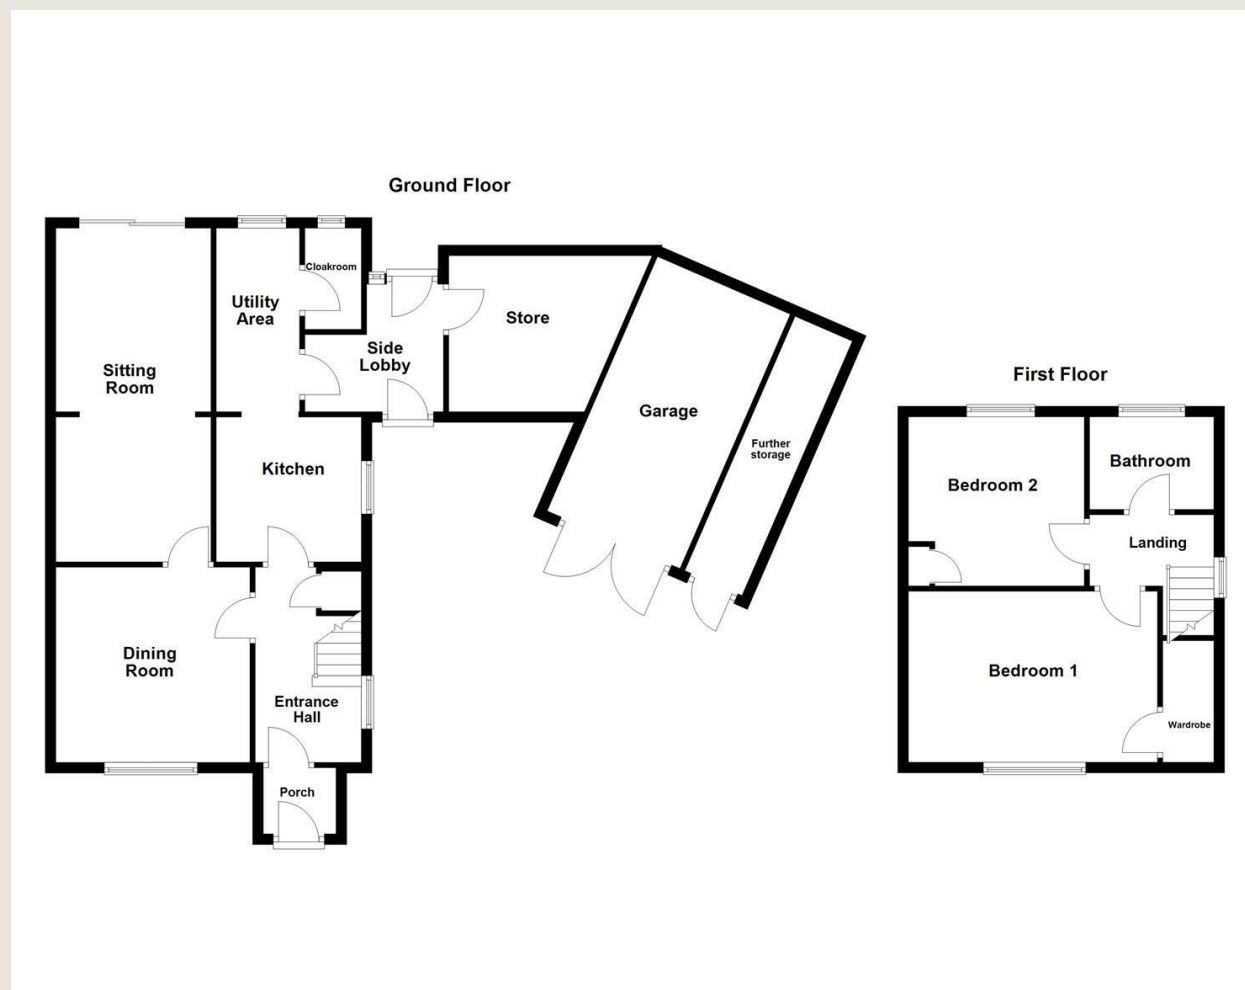 Ground Floor
Cloakroom
Utility
Area
Store
Side
Lobby
Sitting
Room
Garage
Further
storage
Kitchen
Dining
Room
Entrance
Hall
Porch
First Floor
Bathroom
Bedroom 2
Landing
Bedroom 1
Wardrobe